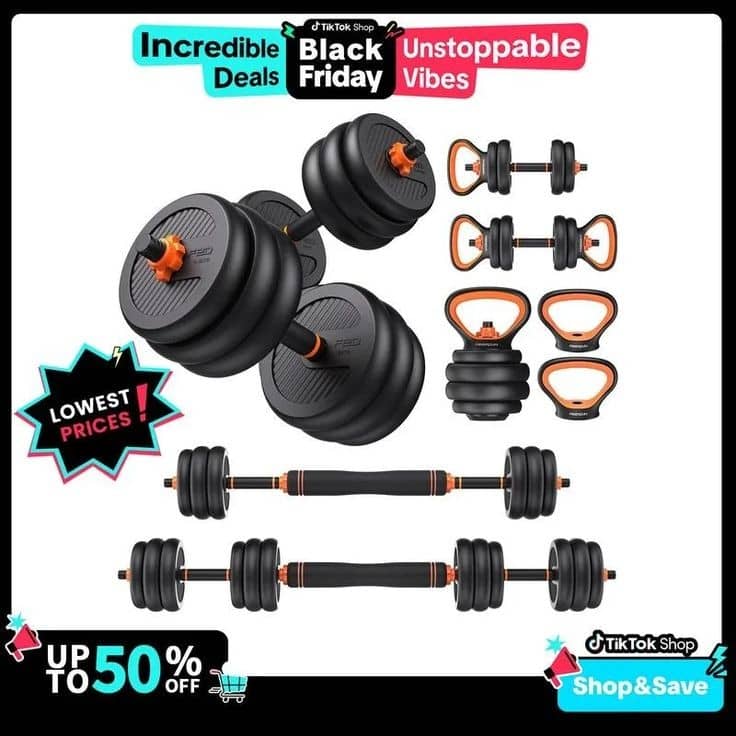 TikTok Shop
Incredible
Deals
Black
Friday
Unstoppable
Vibes
LOWEST
PRICES!
UP
TO 50%
OFF
TikTok Shop
Shop&Save